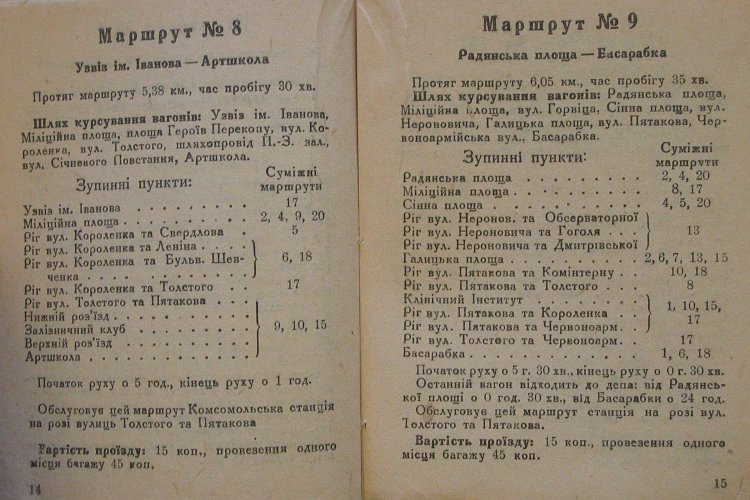 Маршрут № 8
Узвіз ім. Іванова — Артшкола
Протяг маршруту 5,38 км., час пробігу 30 хв.
Шлях курсування вагонів: Узвіз ім. Іванова,
Міліційна площа, площа Героїв Перекопу, вул. Ко-
роленка, вул. Толстого, шляхопровід П.-З. зал.,
вул. Січневого Повстання, Артшкола.
Зупинні пункти:
Суміжні
маршрути
Узвіз ім. Іванова . . . . . . . . 17
Міліційна площа . . . . . . . . . 2, 4, 9, 20
Ріг вул. Короленка та Свердлова . 5
Ріг вул. Короленка та Леніна . . .
Ріг вул. Короленка та Бульв. Шев-
ченка . . . . . . . . . . . 6, 18
Ріг вул. Короленка та Толстого . . 17
Ріг вул. Толстого та Пятакова . . .
Нижній роз'їзд . . . . . . . . . .
Залізничний клуб . . . . . . . . . 9, 10, 15
Верхній роз'їзд . . . . . . . . .
Артшкола . . . . . . . . . . . .
Початок руху о 5 год., кінець руху о 1 год.
Обслуговує цей маршрут Комсомольська станція
на розі вулиць Толстого та Пятакова
Вартість проїзду: 15 коп., провезення одного
місця багажу 45 коп.
14
Маршрут № 9
Радянська площа — Басарабка
Протяг маршруту 6,05 км., час пробігу 35 хв.
Шлях курсування вагонів: Радянська площа,
Міліційна площа, вул. Горвіца, Сінна площа, вул.
Нероновича, Галицька площа, вул. Пятакова, Чер-
воноармійська вул., Басарабка.
Зупинні пункти:
Суміжні
маршрути
Радянська площа . . . . . . . . 2, 4, 20
Міліційна площа . . . . . . . . . 8, 17
Сінна площа . . . . . . . . . . . 4, 5, 20
Ріг вул. Неронов. та Обсерваторної
Ріг вул. Нероновича та Гоголя . . . 13
Ріг вул. Нероновича та Дмитрівської
Галицька площа . . . . . . . . . 2, 6, 7, 13, 15
Ріг вул. Пятакова та Комінтерну . . 10, 18
Ріг вул. Пятакова та Толстого . . . 8
Клінічний Інститут . . . . . . .
Ріг вул. Пятакова та Короленка . . 1, 10, 15,
17
Ріг вул. Пятакова та Червоноарм. . .
Ріг вул. Толстого та Червоноарм. . 17
Басарабка . . . . . . . . . . . . 1, 6, 18
Початок руху о 5 г. 30 хв., кінець руху о 0 г. 30 хв.
Останній вагон відходить до депа: від Радянсь-
кої площі о 0 год. 30 хв., від Басарабки о 24 год.
Обслуговує цей маршрут станція на розі вул.
Толстого та Пятакова.
Вартість проїзду: 15 коп., провезення одного
місця багажу 45 коп.
15